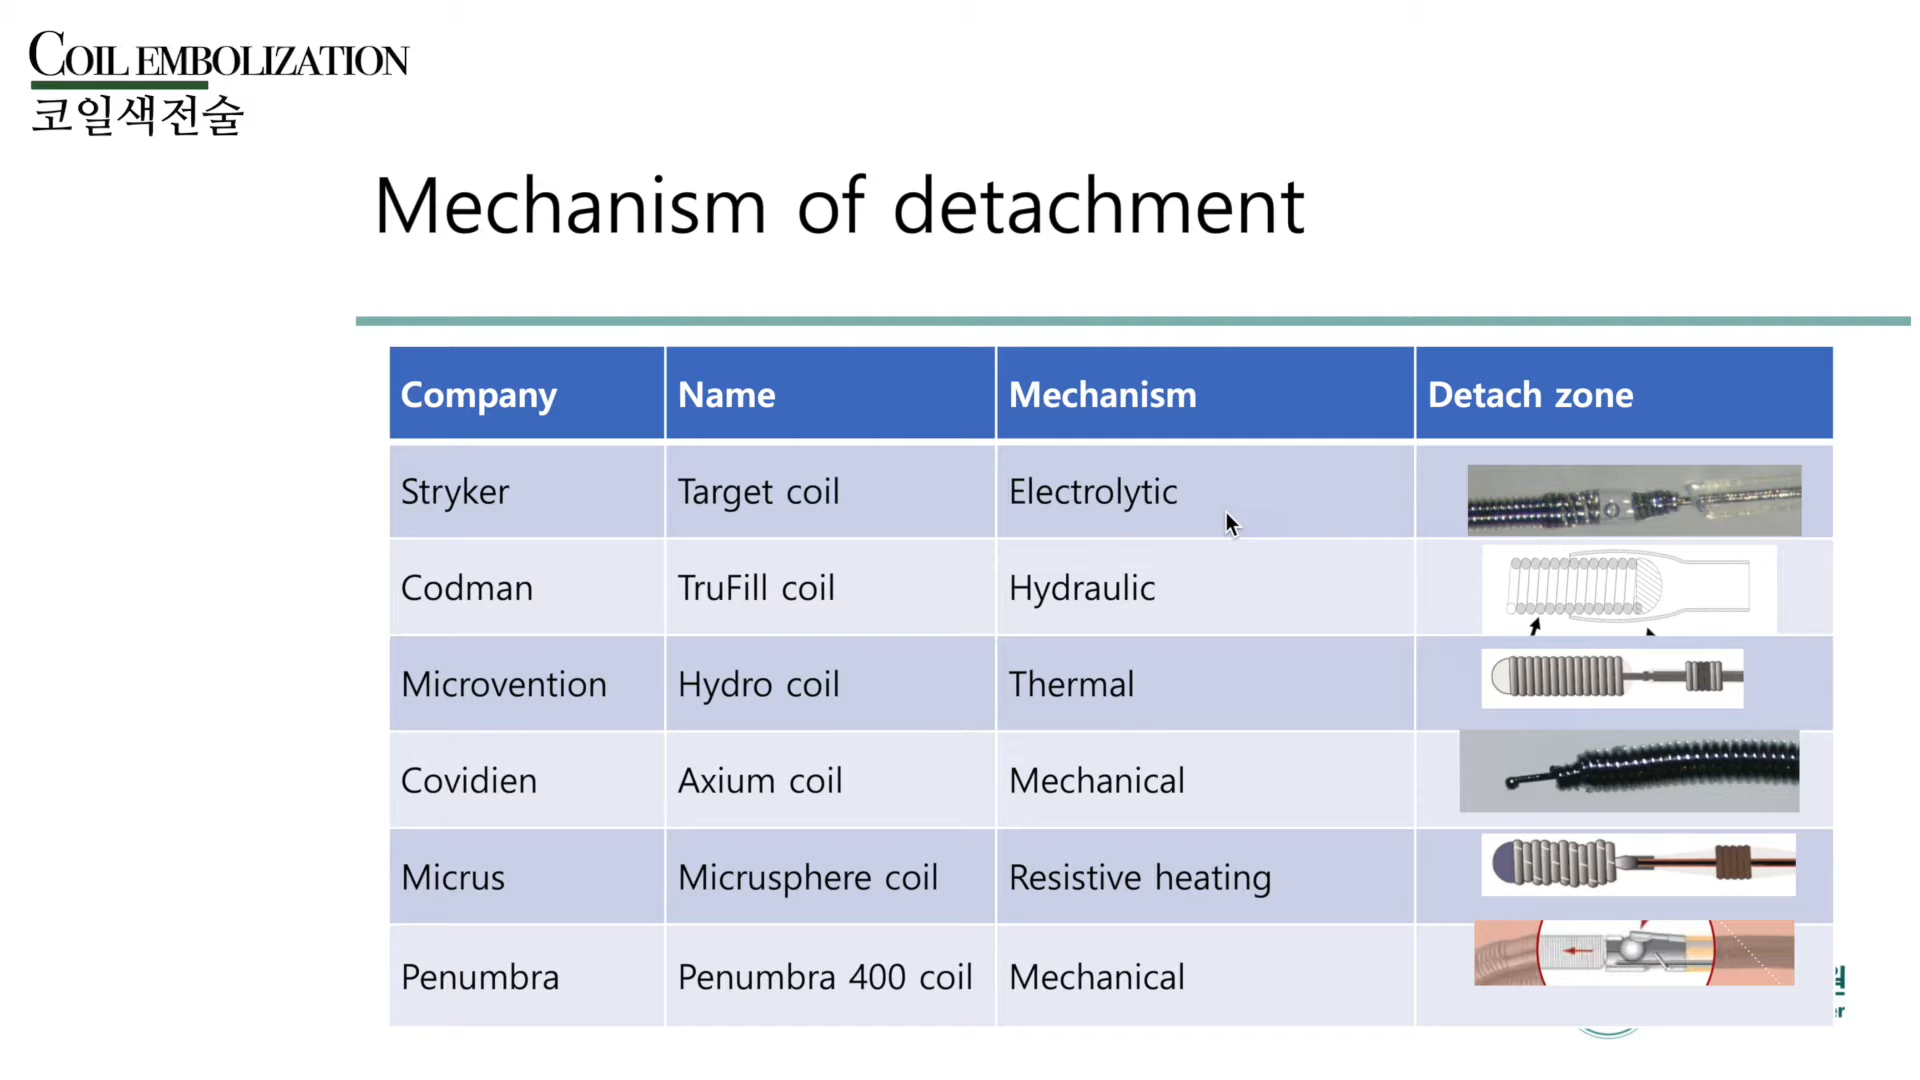 COIL EMBOLIZATION
코일색전술
Mechanism of detachment
Company Name Mechanism Detach zone
Stryker Target coil Electrolytic
Codman TruFill coil Hydraulic
Microvention Hydro coil Thermal
Covidien Axium coil Mechanical
Micrus Micrusphere coil Resistive heating
Penumbra Penumbra 400 coil Mechanical
er